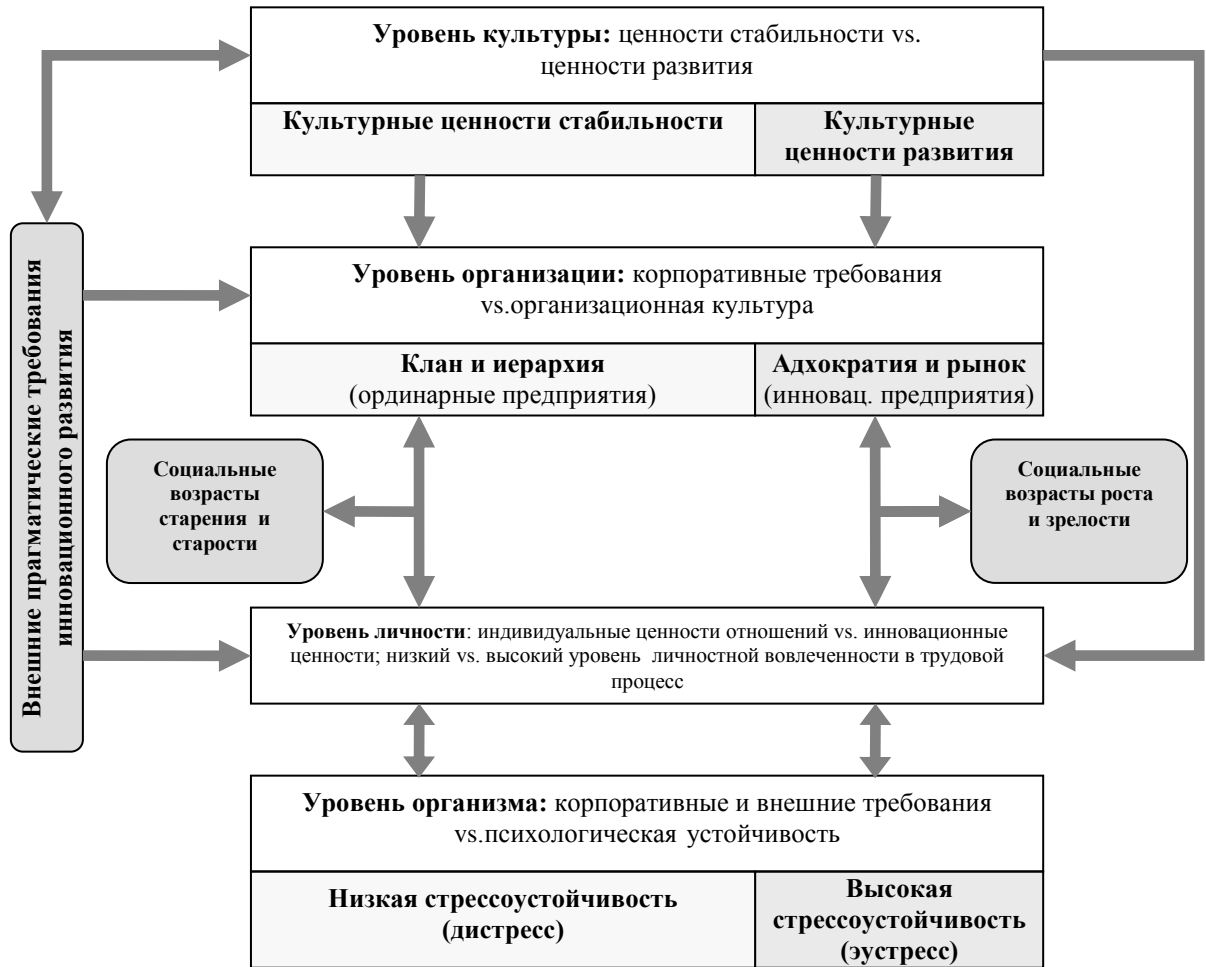 Уровень культуры: ценности стабильности vs.
ценности развития
Культурные ценности стабильности
Культурные
ценности развития
Внешние прагматические требования
инновационного развития
Уровень организации: корпоративные требования
vs.организационная культура
Клан и иерархия
(ординарные предприятия)
Адхократия и рынок
(инновац. предприятия)
Социальные
возрасты
старения и
старости
Социальные
возрасты роста
и зрелости
Уровень личности: индивидуальные ценности отношений vs. инновационные
ценности; низкий vs. высокий уровень личностной вовлеченности в трудовой
процесс
Уровень организма: корпоративные и внешние требования
vs.психологическая устойчивость
Низкая стрессоустойчивость
(дистресс)
Высокая
стрессоустойчивость
(эустресс)